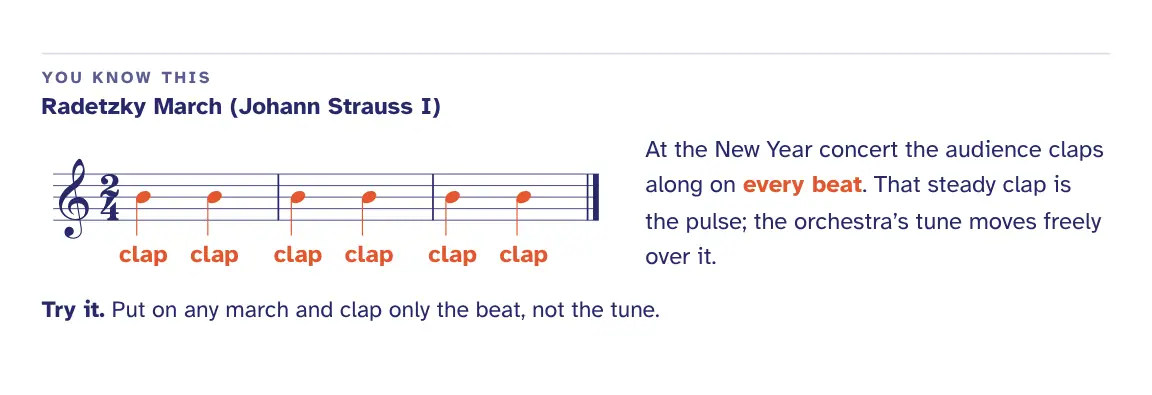 YOU KNOW THIS
Radetzky March (Johann Strauss I)
2
4
clap clap clap clap clap clap
At the New Year concert the audience claps
along on every beat. That steady clap is
the pulse; the orchestra’s tune moves freely
over it.
Try it. Put on any march and clap only the beat, not the tune.